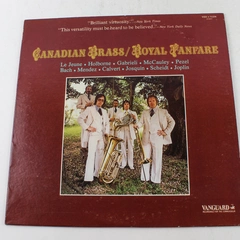 "Brilliant virtuosity."
"This versatility must be heard to be believed."
CANADIAN BRASS/ROYAL FANFARE
Le Jeune • Holborne • Gabrieli • McCauley • Pezel
Bach • Mendez • Calvert • Josquin • Scheidt • Joplin
VANGUARD